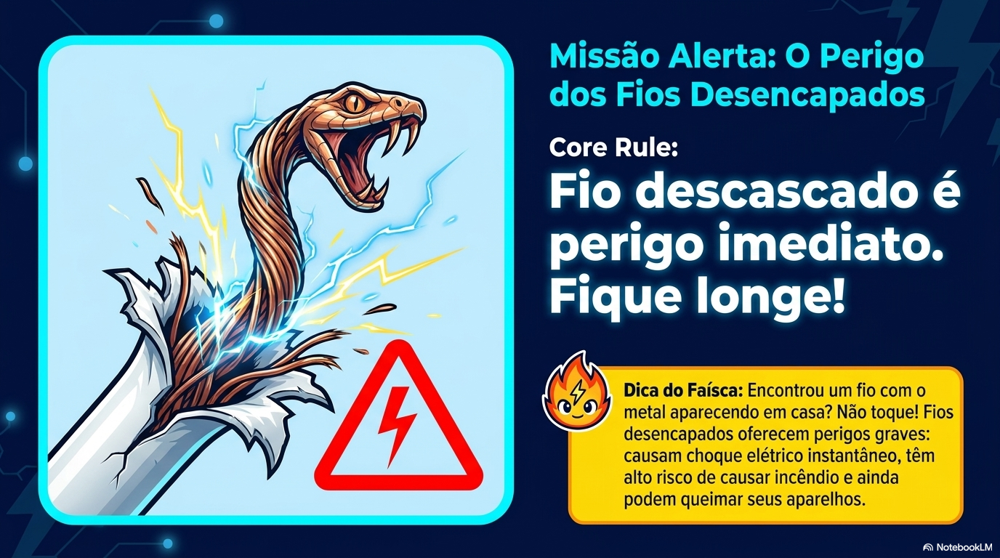 Missão Alerta: O Perigo
dos Fios Desencapados
Core Rule:
Fio descascado é
perigo imediato.
Fique longe!
Dica do Faísca: Encontrou um fio com o
metal aparecendo em casa? Não toque! Fios
desencapados oferecem perigos graves:
causam choque elétrico instantâneo, têm
alto risco de causar incêndio e ainda
podem queimar seus aparelhos.
NotebookLM